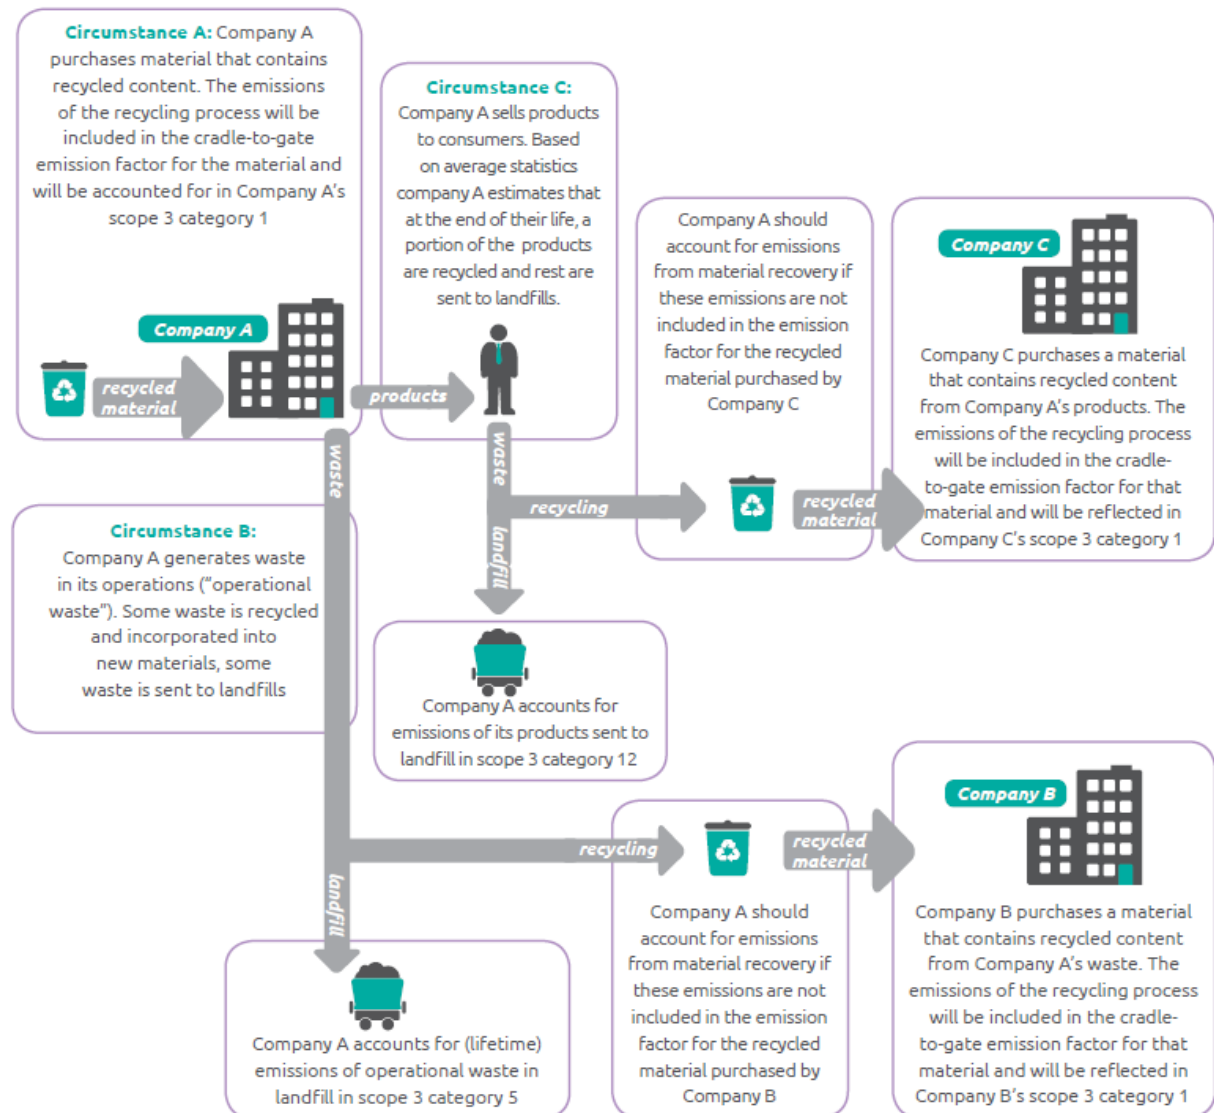 Circumstance A: Company A
purchases material that contains
recycled content. The emissions
of the recycling process will be
included in the cradle-to-gate
emission factor for the material and
will be accounted for in Company A's
scope 3 category 1
Company A
recycled
material
products
Circumstance C:
Company A sells products
to consumers. Based
on average statistics
company A estimates that
at the end of their life, a
portion of the products
are recycled and rest are
sent to landfills.
waste
recycling
landfill
Company A should
account for emissions
from material recovery if
these emissions are not
included in the emission
factor for the recycled
material purchased by
Company C
recycled
material
Company C
Company C purchases a material
that contains recycled content
from Company A's products. The
emissions of the recycling process
will be included in the cradle-
to-gate emission factor for that
material and will be reflected in
Company C's scope 3 category 1
waste
Circumstance B:
Company A generates waste
in its operations ("operational
waste"). Some waste is recycled
and incorporated into
new materials, some
waste is sent to landfills
Company A accounts for
emissions of its products sent to
landfill in scope 3 category 12
recycling
landfill
Company A accounts for (lifetime)
emissions of operational waste in
landfill in scope 3 category 5
Company A should
account for emissions
from material recovery if
these emissions are not
included in the emission
factor for the recycled
material purchased by
Company B
recycled
material
Company B
Company B purchases a material
that contains recycled content
from Company A's waste. The
emissions of the recycling process
will be included in the cradle-
to-gate emission factor for that
material and will be reflected in
Company B's scope 3 category 1